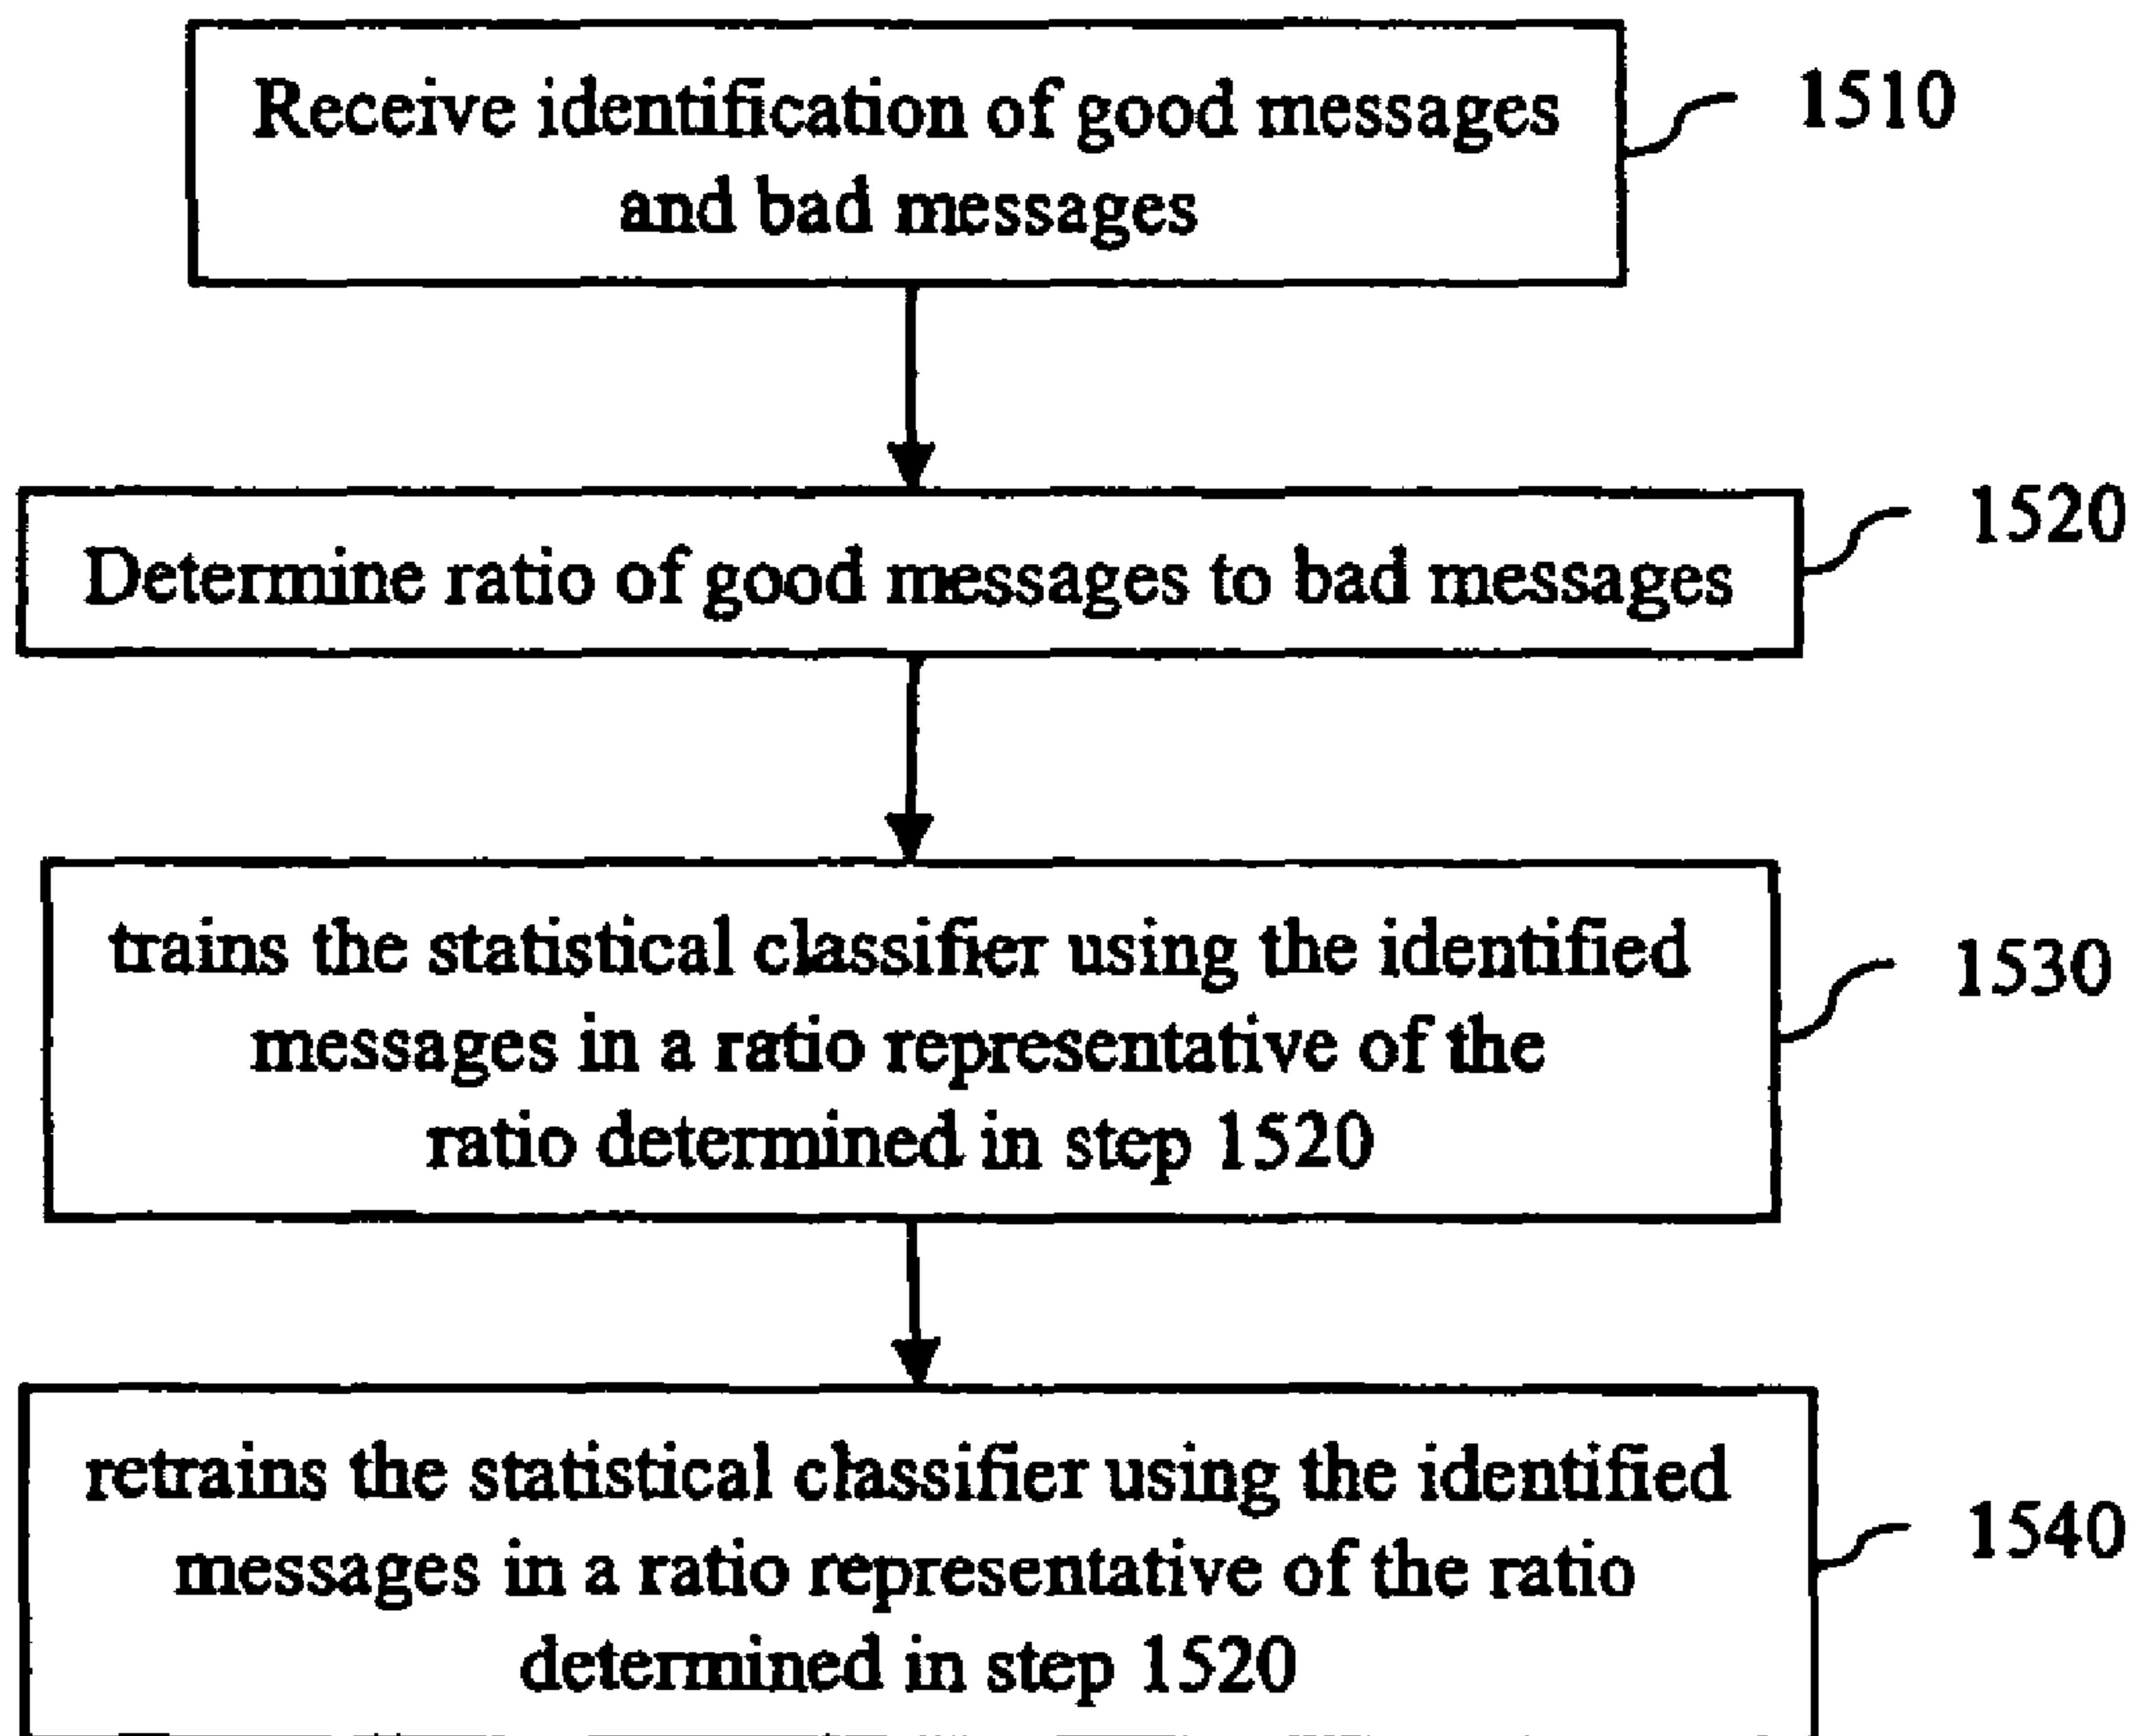 Receive identification of good messages
and bad messages
1510
Determine ratio of good messages to bad messages
1520
trains the statistical classifier using the identified
messages in a ratio representative of the
ratio determined in step 1520
1530
retrains the statistical classifier using the identified
messages in a ratio representative of the ratio
determined in step 1520
1540